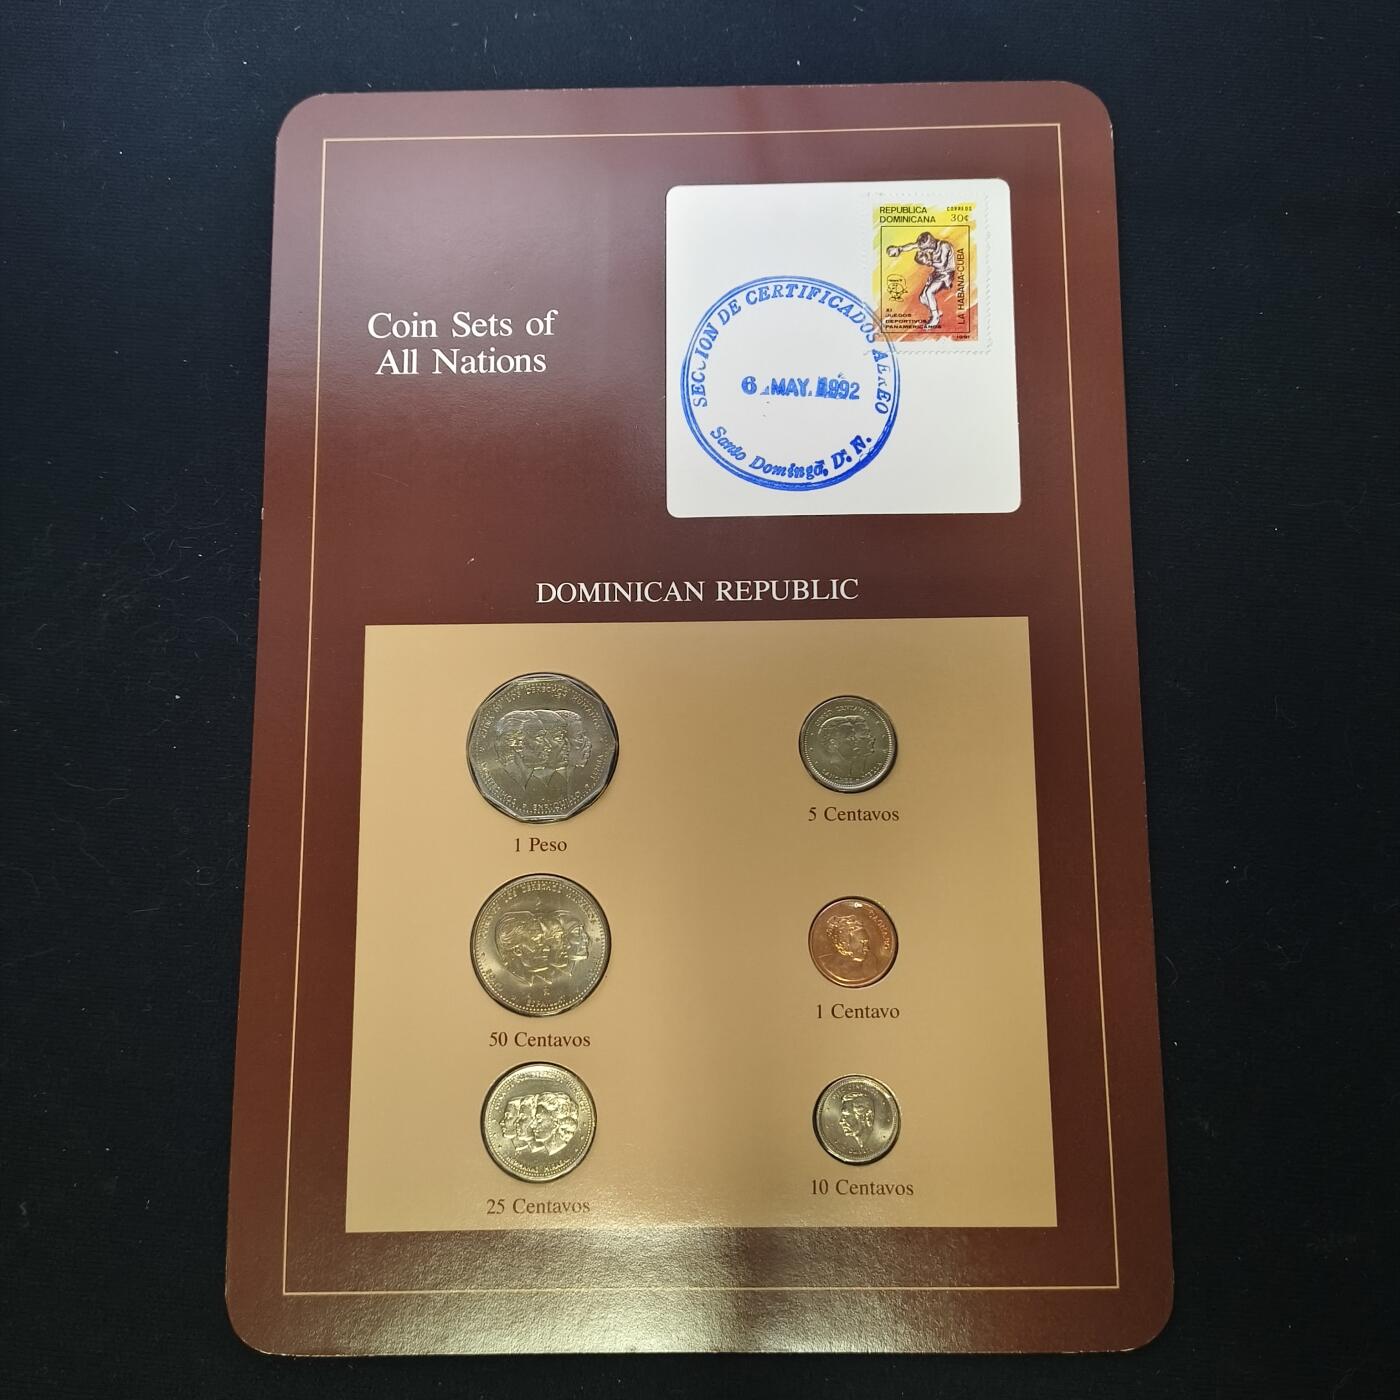 Coin Sets of
All Nations
REPUBLICA
DOMINICANA
CORREOS
30¢
LA HABANA-CUBA
XI
JUEGOS
DEPORTIVOS
PANAMERICANOS
1991
SECCION DE CERTIFICADOS AEREO
6 MAY. 1992
Santo Domingo, D. N.
DOMINICAN REPUBLIC
1 Peso
5 Centavos
50 Centavos
1 Centavo
25 Centavos
10 Centavos
CAONABO